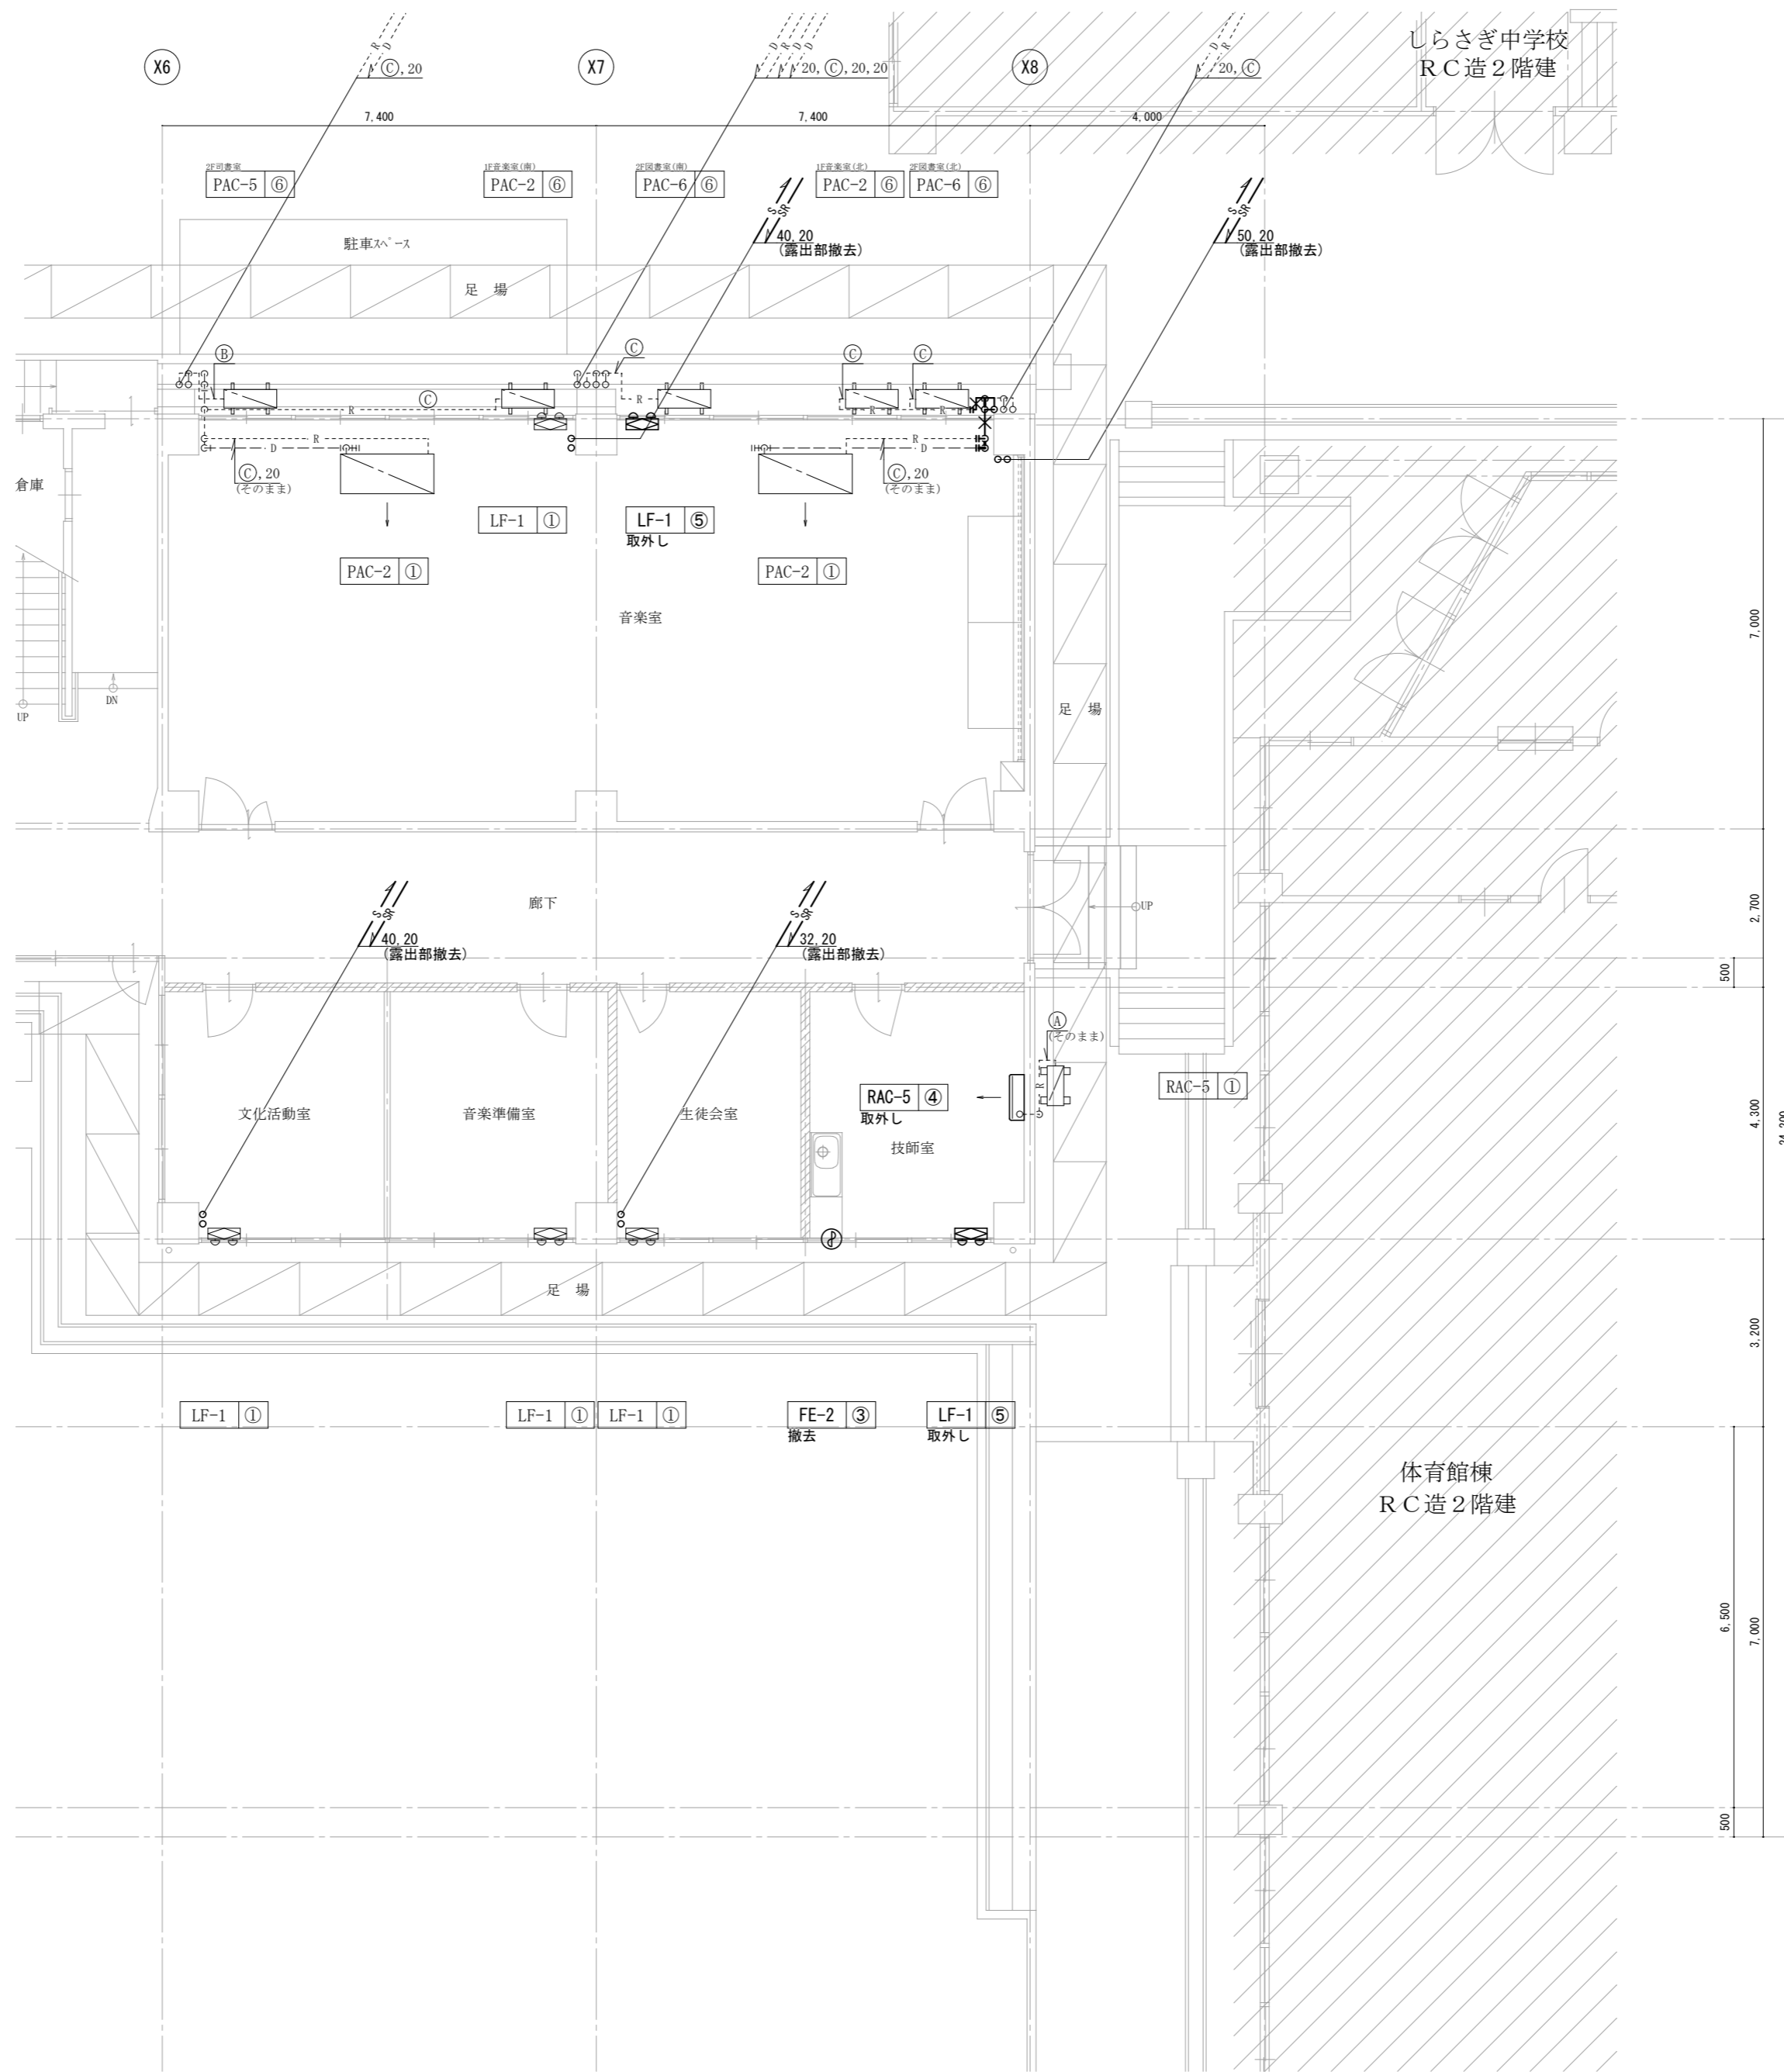 しらさぎ中学校
ＲＣ造２階建
X6
X7
X8
R
D
Ⓒ,20
D
R
D
D
20,Ⓒ,20,20
D
R
20,Ⓒ
7,400
7,400
4,000
2F司書室
PAC-5 ⑥
1F音楽室(南)
PAC-2 ⑥
2F図書室(南)
PAC-6 ⑥
1F音楽室(北)
PAC-2 ⑥
2F図書室(北)
PAC-6 ⑥
S
SR
40,20
(露出部撤去)
S
SR
50,20
(露出部撤去)
駐車スペース
足 場
Ⓑ
Ⓒ
Ⓒ
Ⓒ
Ⓒ
R
R
R
R
R
D
R
D
Ⓒ,20
(そのまま)
Ⓒ,20
(そのまま)
倉庫
LF-1 ①
LF-1 ⑤
取外し
PAC-2 ①
PAC-2 ①
音楽室
7,000
UP
DN
足 場
廊下
UP
2,700
500
S
SR
40,20
(露出部撤去)
S
SR
32,20
(露出部撤去)
Ⓐ
(そのまま)
R
RAC-5 ④
取外し
RAC-5 ①
文化活動室
音楽準備室
生徒会室
技師室
4,300
24,200
足 場
3,200
LF-1 ①
LF-1 ①
LF-1 ①
FE-2 ③
撤去
LF-1 ⑤
取外し
体育館棟
ＲＣ造２階建
6,500
7,000
500